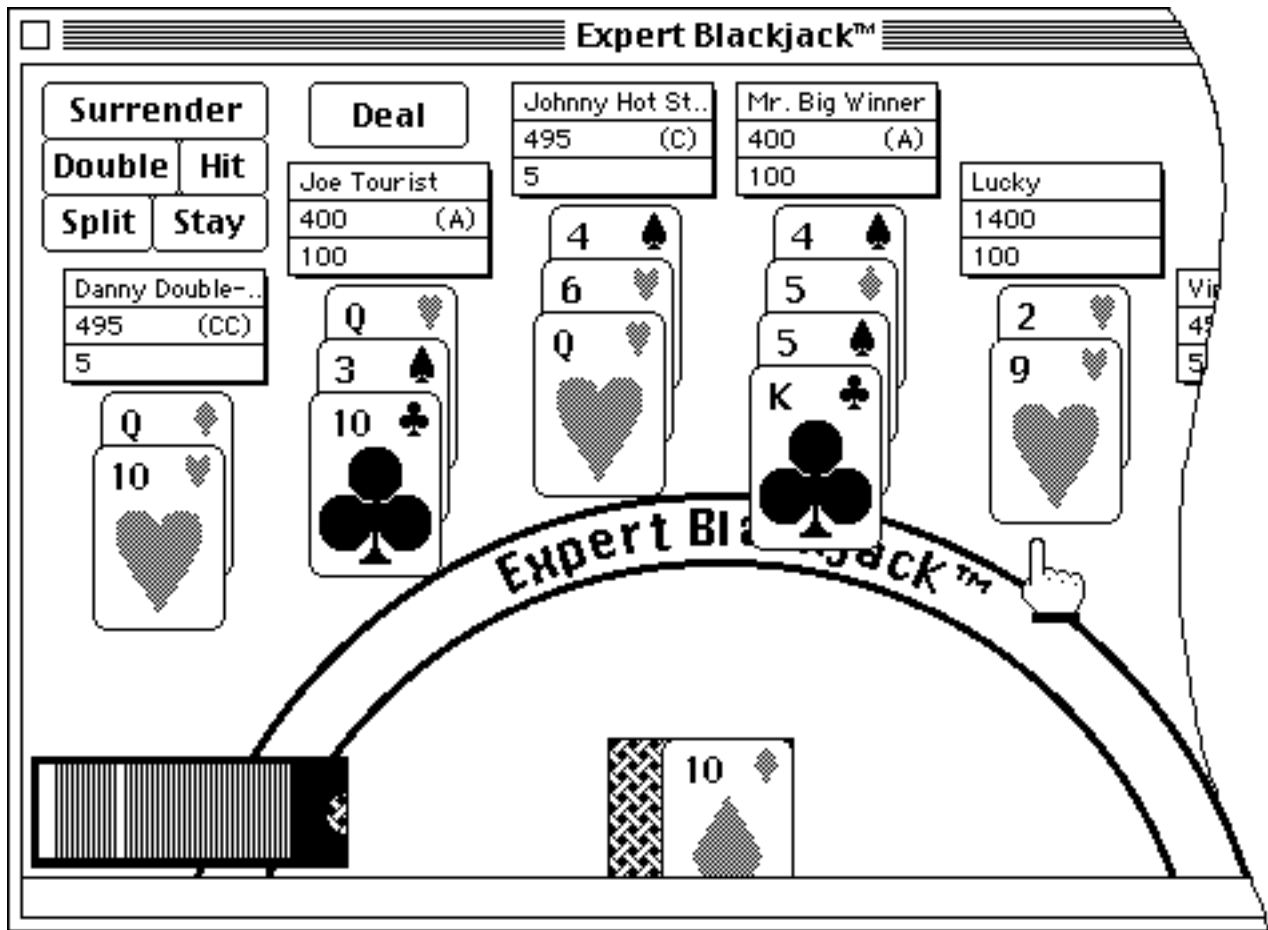 Expert Blackjack™
Surrender
Deal
Double
Hit
Split
Stay
Johnny Hot St..
495 (C)
5
Mr. Big Winner
400 (A)
100
Joe Tourist
400 (A)
100
Lucky
1400
100
Danny Double-..
495 (CC)
5
Q
10
Q
3
10
4
6
Q
4
5
5
K
2
9
5
Expert Blackjack™
10